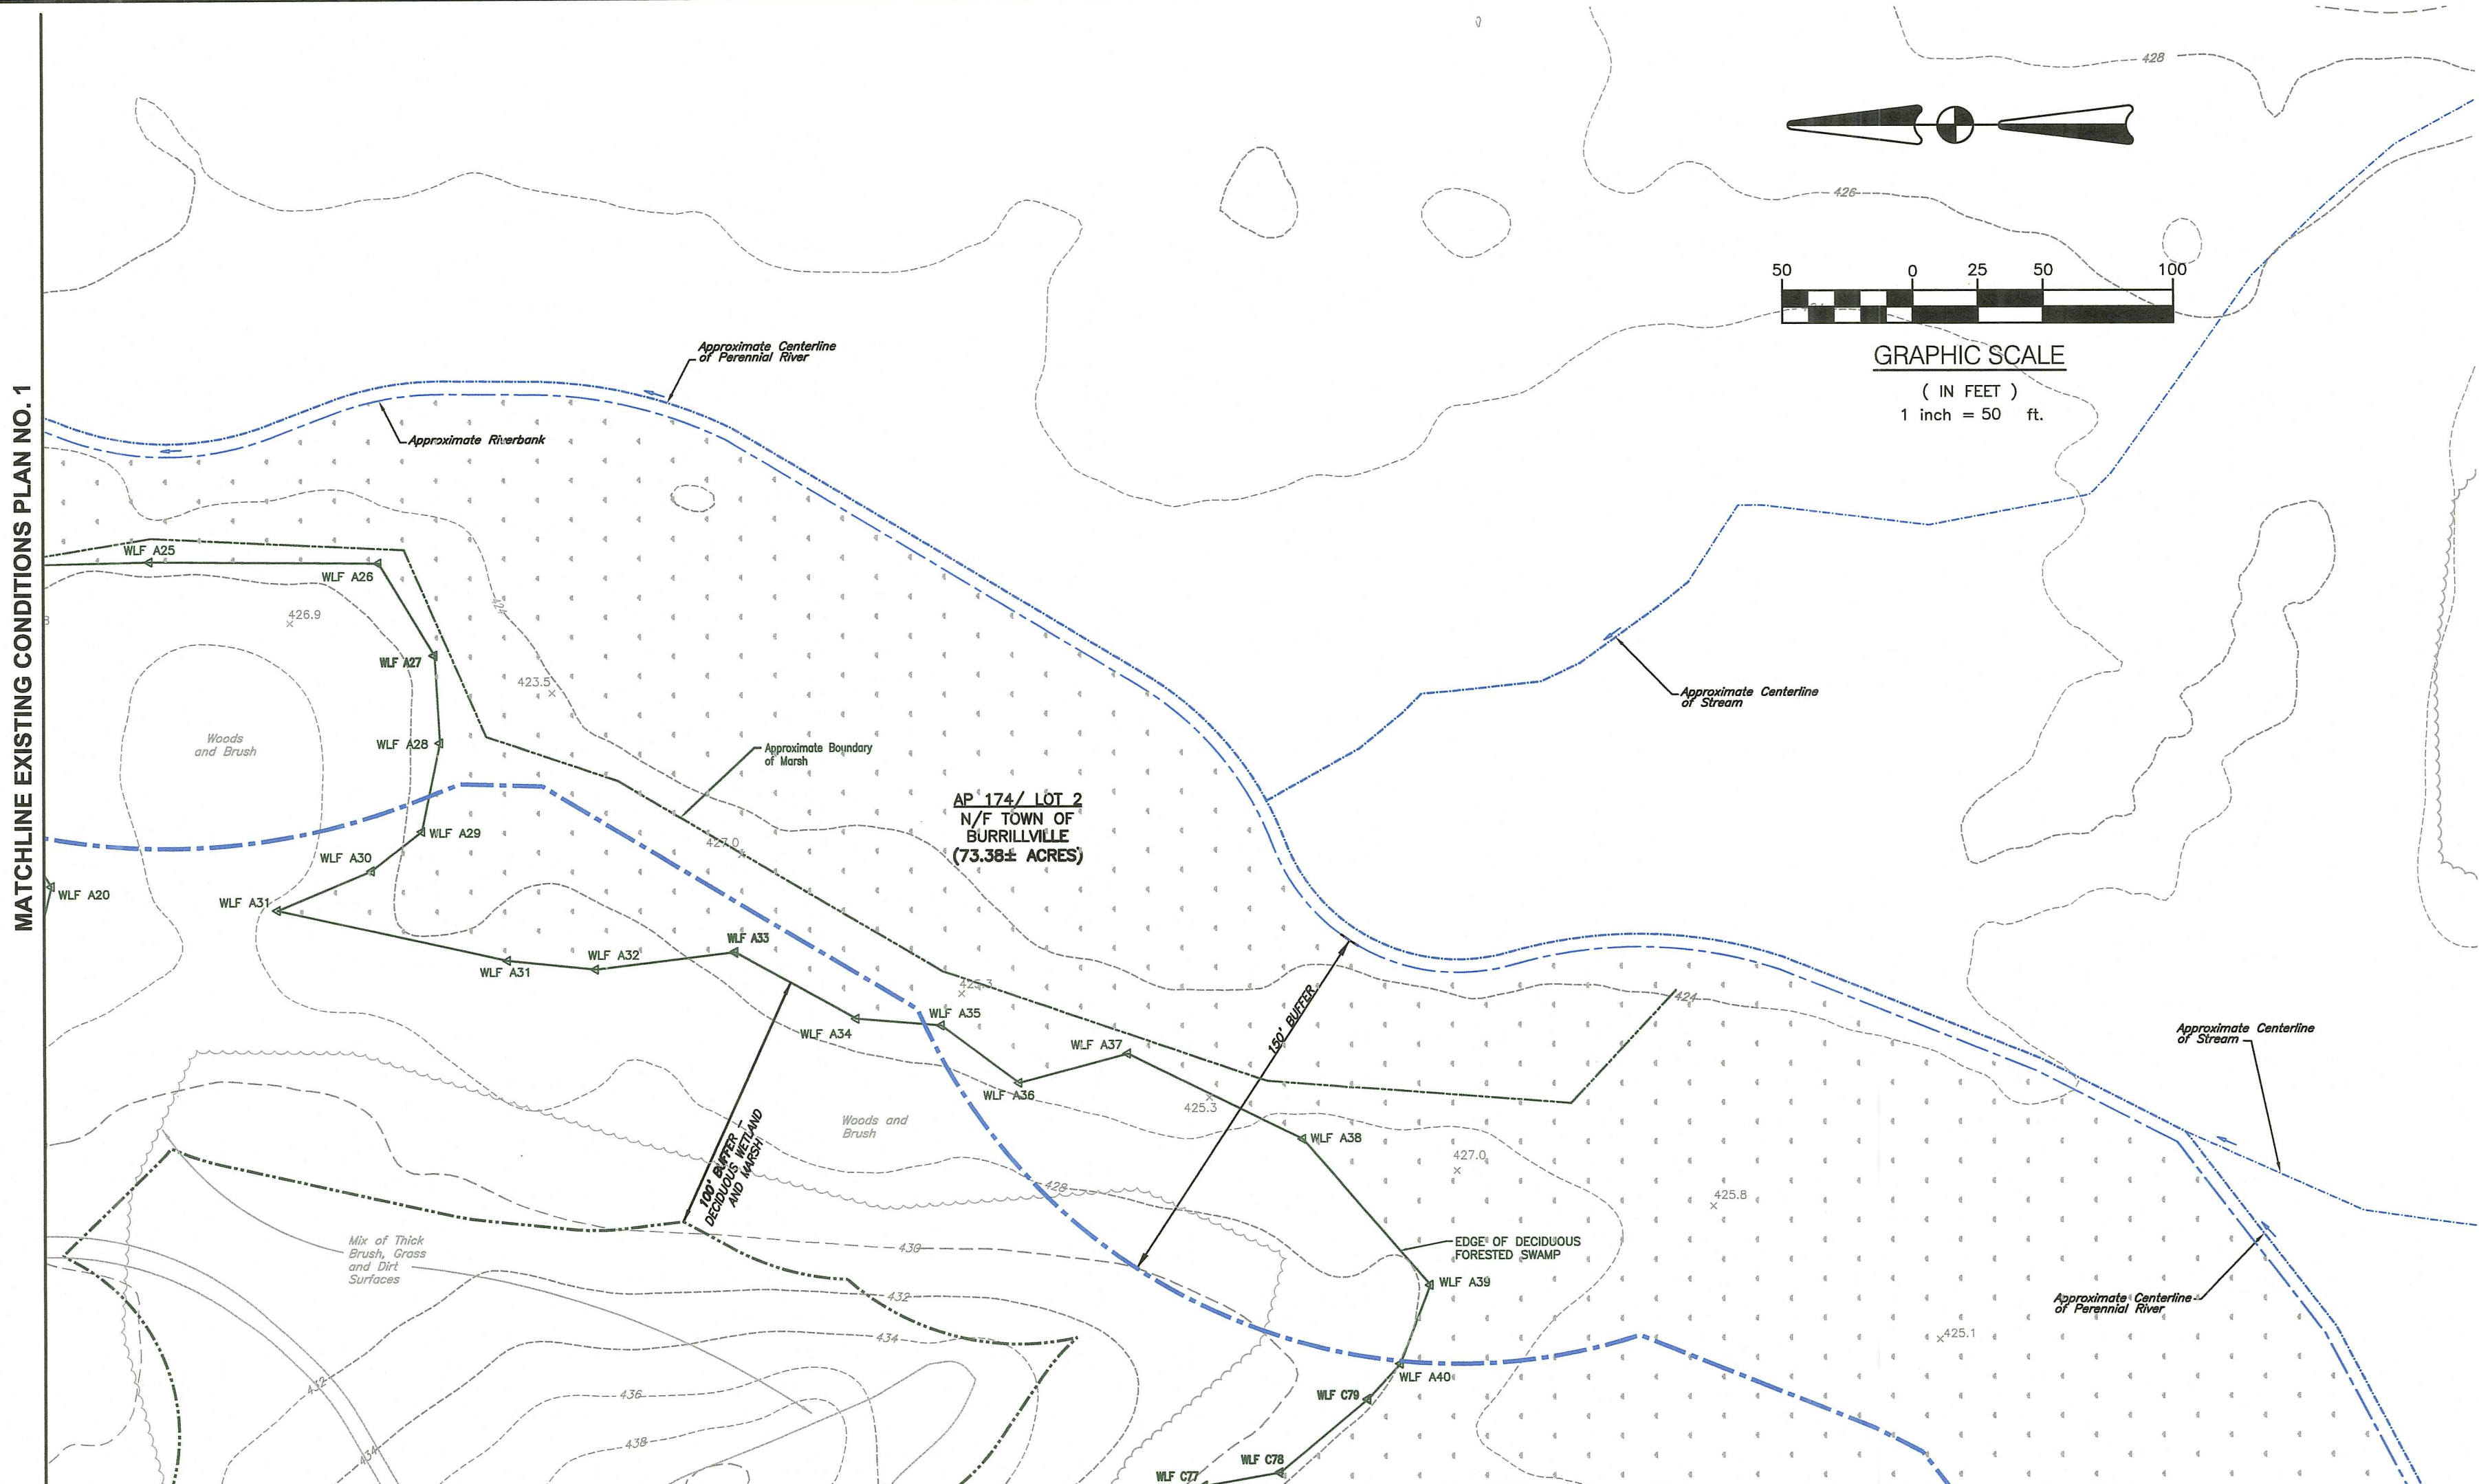 MATCHLINE EXISTING CONDITIONS PLAN NO. 1
428
426
50 0 25 50 100
GRAPHIC SCALE
( IN FEET )
1 inch = 50 ft.
Approximate Centerline
of Perennial River
Approximate Riverbank
WLF A25
WLF A26
426.9
424
WLF A27
423.5
Approximate Centerline
of Stream
Woods
and Brush
WLF A28
Approximate Boundary
of Marsh
AP 174/ LOT 2
N/F TOWN OF
BURRILLVILLE
(73.38± ACRES)
WLF A29
427.0
WLF A30
WLF A20
WLF A31
WLF A33
WLF A32
WLF A31
425.3
424
WLF A35
WLF A34
150' BUFFER
WLF A37
WLF A36
Approximate Centerline
of Stream
425.3
Woods and
Brush
WLF A38
100' BUFFER –
DECIDUOUS WETLAND
AND MARSH
427.0
428
425.8
Mix of Thick
Brush, Grass
and Dirt
Surfaces
430
EDGE OF DECIDUOUS
FORESTED SWAMP
WLF A39
432
Approximate Centerline
of Perennial River
434
425.1
WLF A40
432
436
WLF C79
438
434
WLF C78
WLF C77